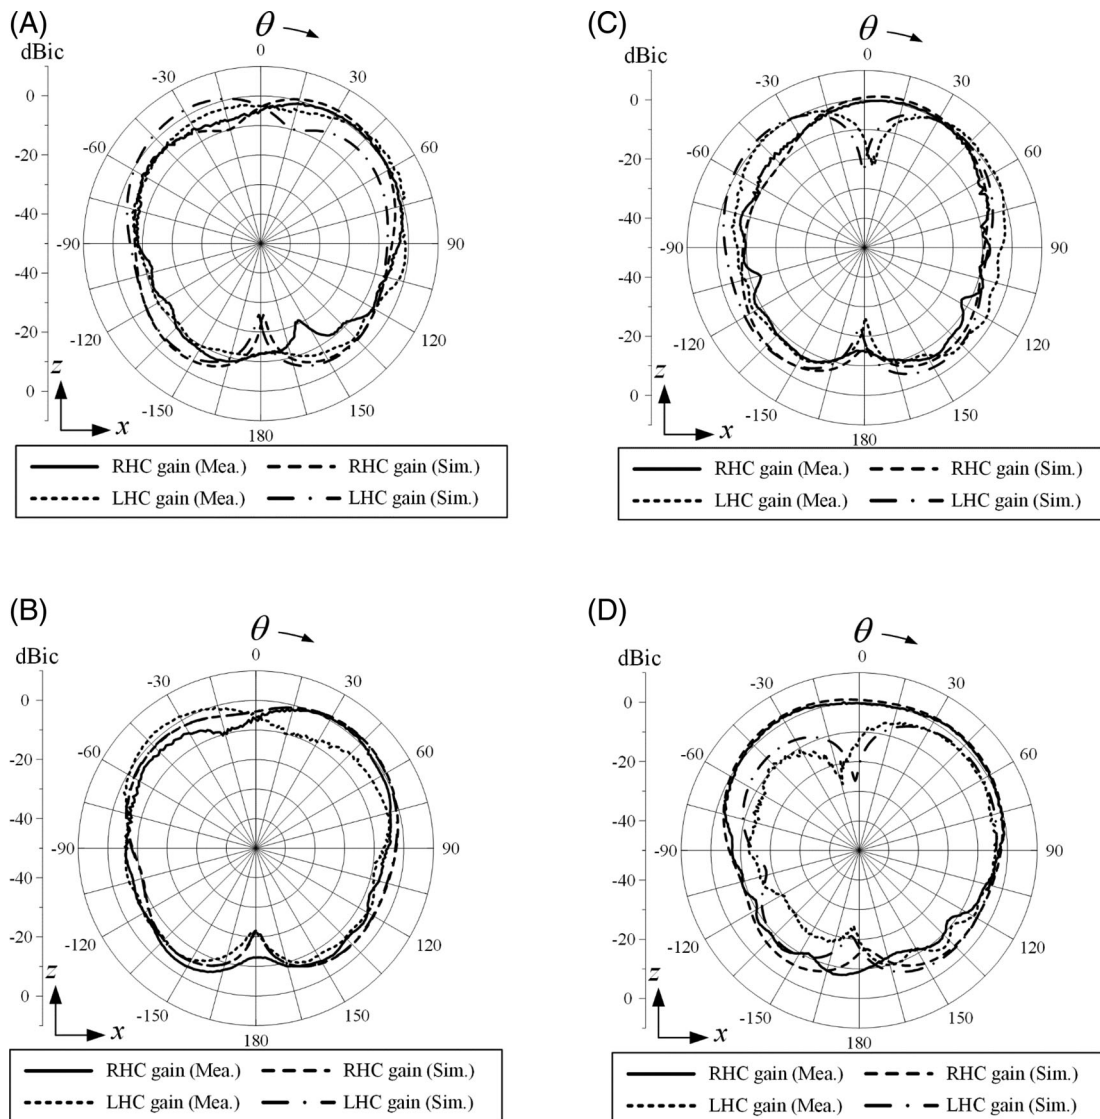 (A)
θ
dBic
0
-30
30
0
-60
60
-20
-40
-90
90
-40
-20
-120
120
0
-150
150
180
z
x
RHC gain (Mea.) RHC gain (Sim.)
LHC gain (Mea.) LHC gain (Sim.)
(C)
θ
dBic
0
-30
30
0
-60
60
-20
-40
-90
90
-40
-20
-120
120
0
-150
150
180
z
x
RHC gain (Mea.) RHC gain (Sim.)
LHC gain (Mea.) LHC gain (Sim.)
(B)
θ
dBic
0
-30
30
0
-60
60
-20
-40
-90
90
-40
-20
-120
120
0
-150
150
180
z
x
RHC gain (Mea.) RHC gain (Sim.)
LHC gain (Mea.) LHC gain (Sim.)
(D)
θ
dBic
0
-30
30
0
-60
60
-20
-40
-90
90
-40
-20
-120
120
0
-150
150
180
z
x
RHC gain (Mea.) RHC gain (Sim.)
LHC gain (Mea.) LHC gain (Sim.)